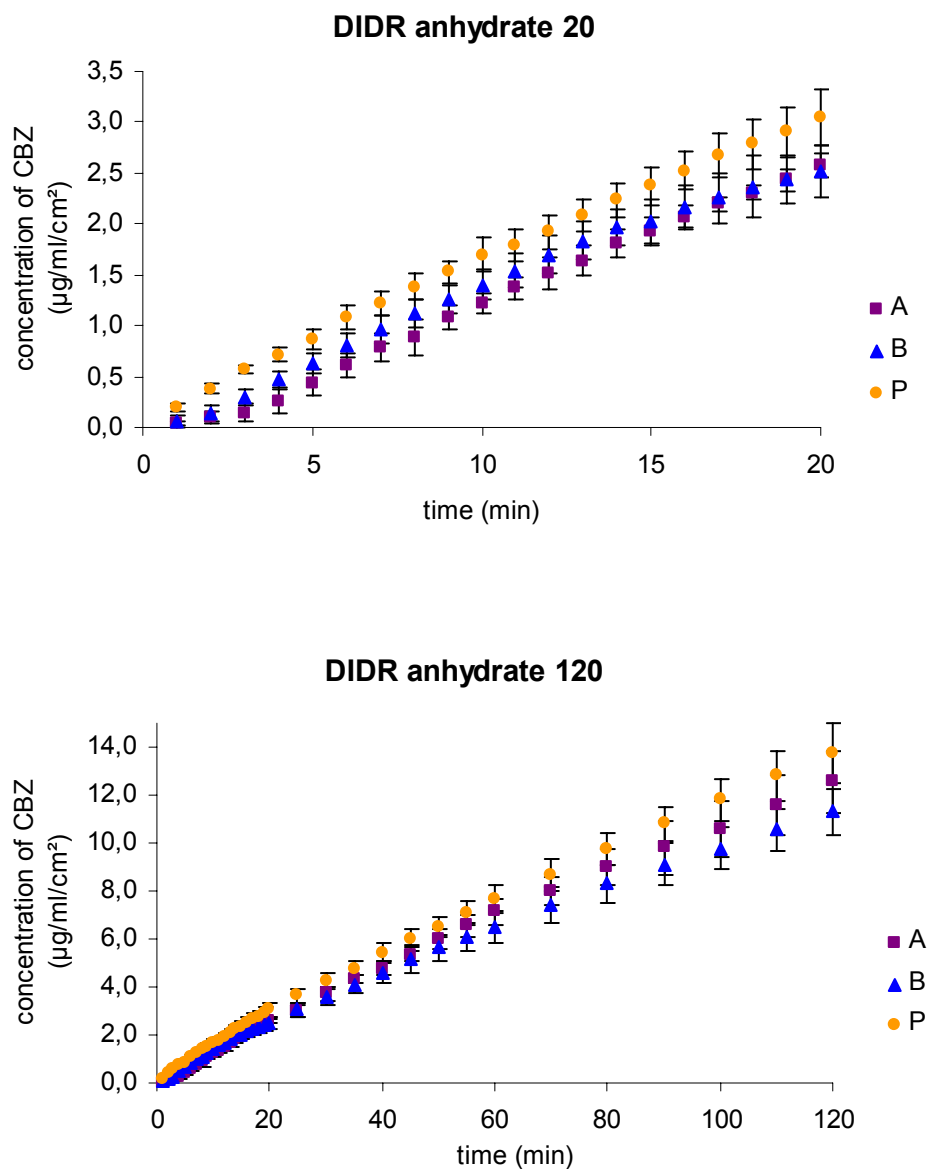 DIDR anhydrate 20
concentration of CBZ
(µg/ml/cm²)
3,5
3,0
2,5
2,0
1,5
1,0
0,5
0,0
0
5
10
15
20
time (min)
A
B
P
DIDR anhydrate 120
concentration of CBZ
(µg/ml/cm²)
14,0
12,0
10,0
8,0
6,0
4,0
2,0
0,0
0
20
40
60
80
100
120
time (min)
A
B
P